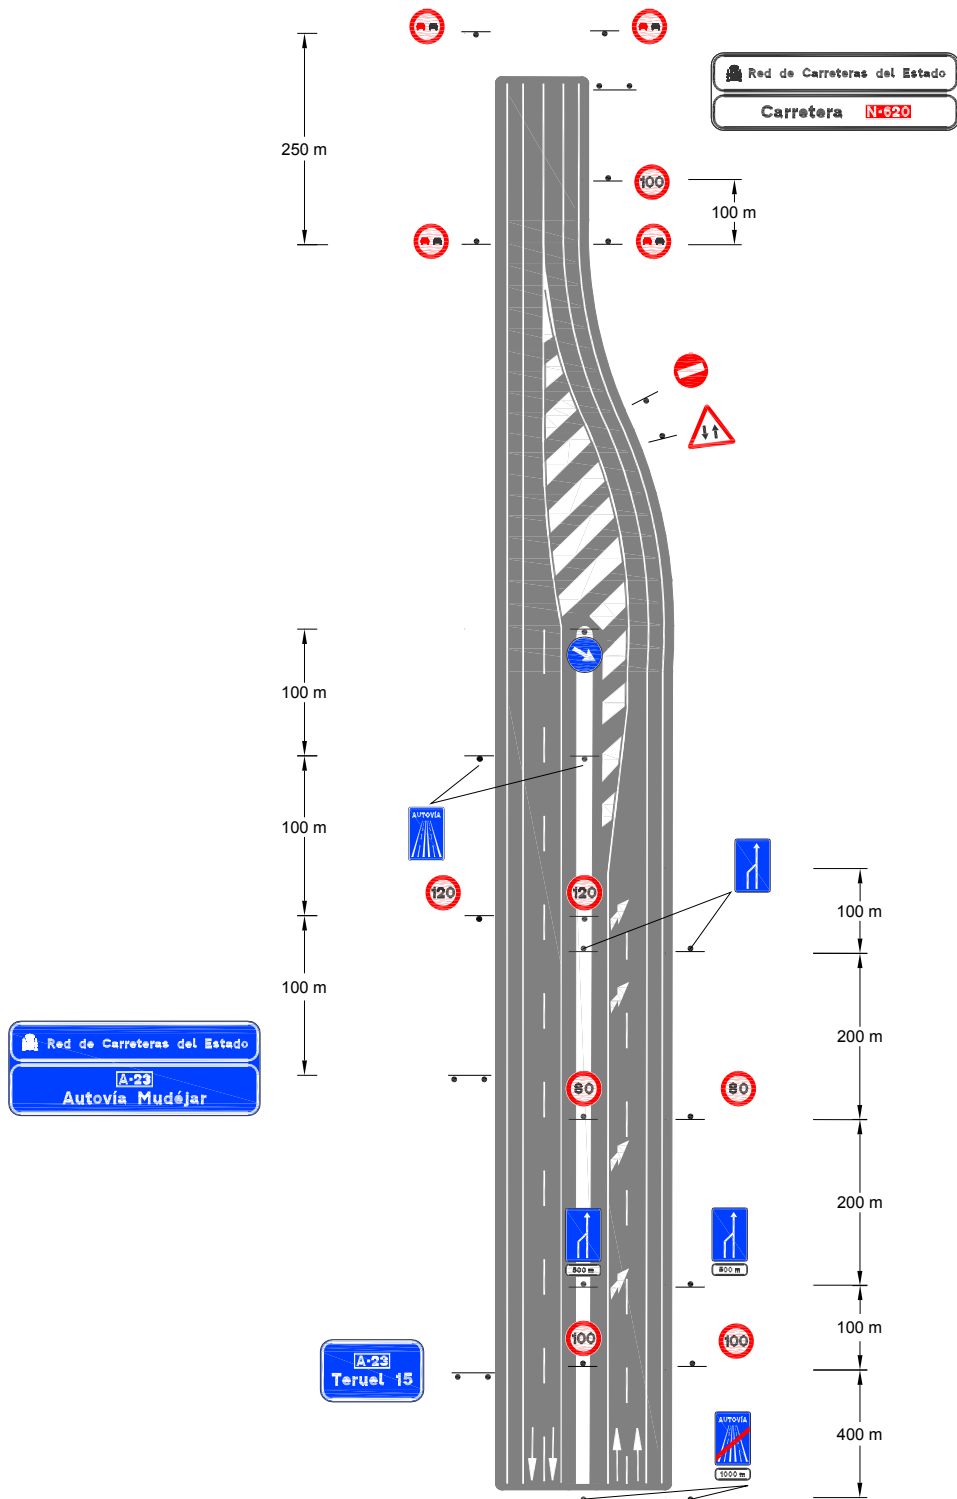 Red de Carreteras del Estado
Carretera N-620
250 m
100
100 m
100 m
AUTOVÍA
100 m
120
120
100 m
100 m
200 m
Red de Carreteras del Estado
A-23
Autovía Mudéjar
80
80
200 m
500 m
500 m
100 m
100
100
A-23
Teruel 15
AUTOVÍA
1000 m
400 m